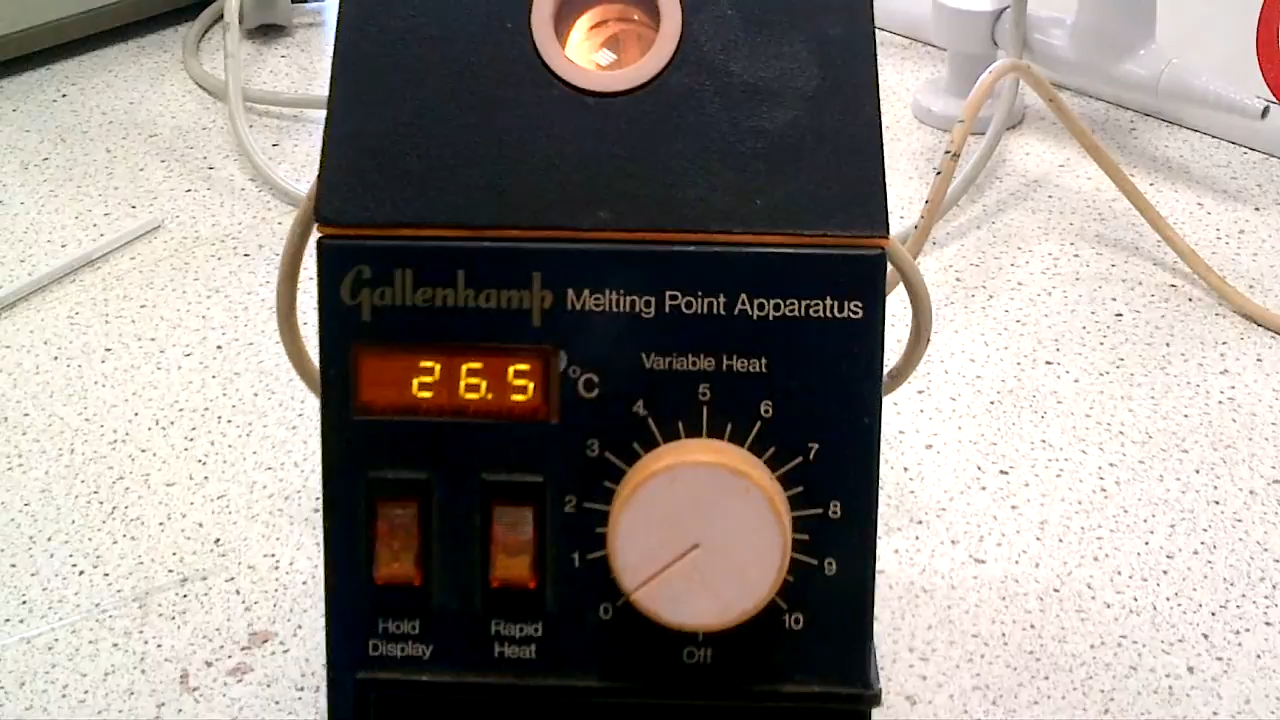 Gallenkamp Melting Point Apparatus
26.5 °C
Variable Heat
0 1 2 3 4 5 6 7 8 9 10
Off
Hold
Display
Rapid
Heat